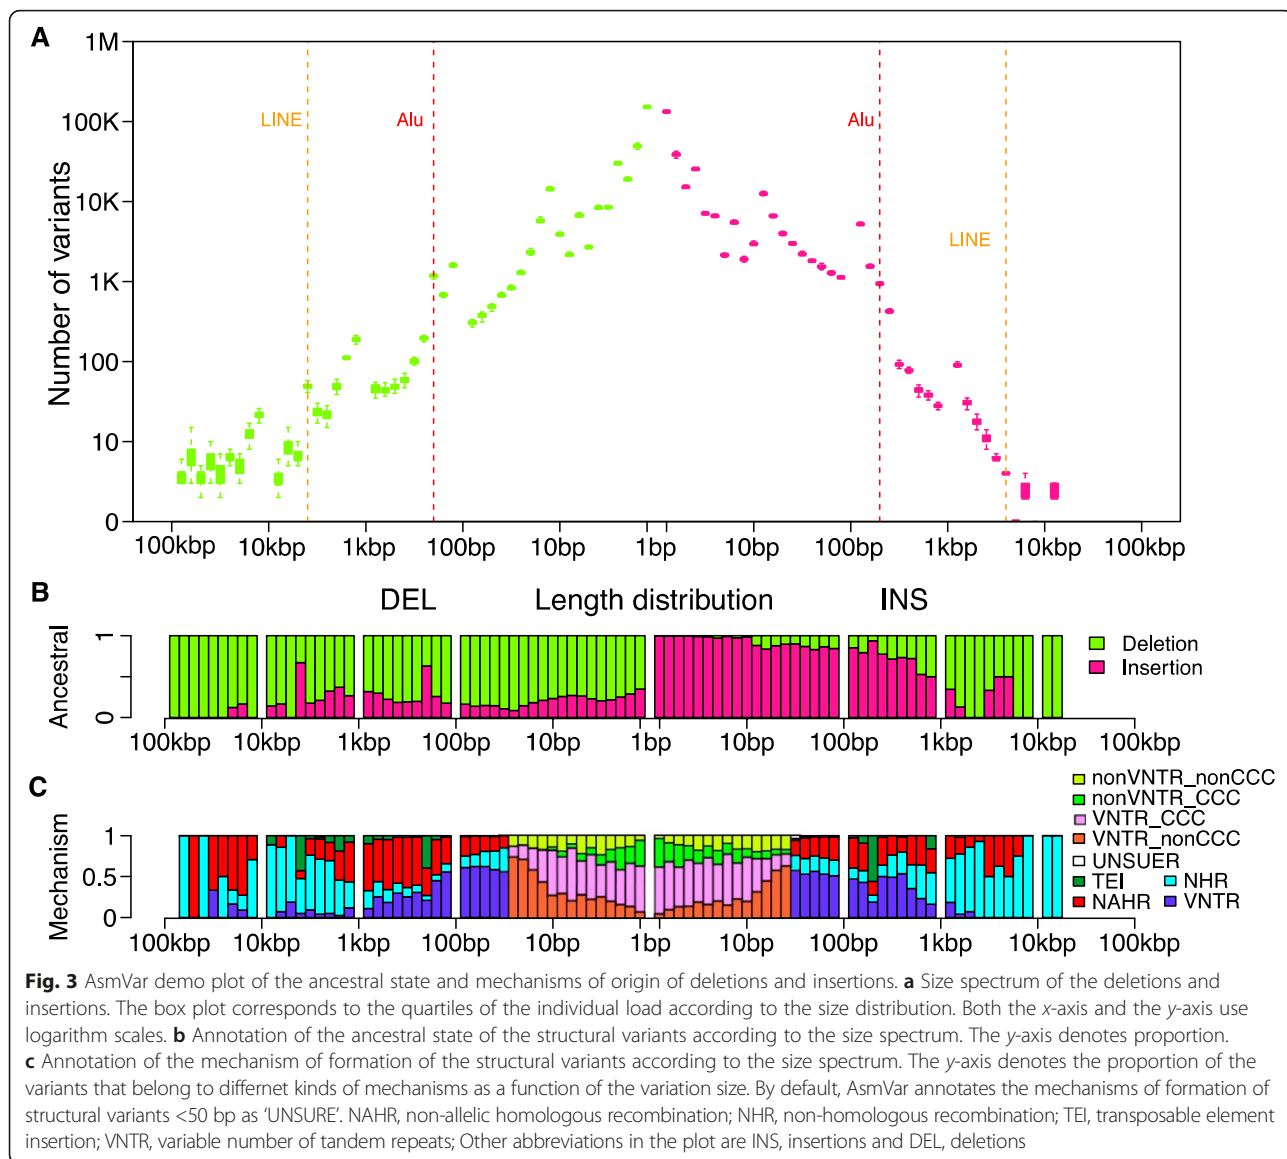 A
1M
100K
10K
1K
100
10
0
Number of variants
LINE
Alu
Alu
LINE
100kbp 10kbp 1kbp 100bp 10bp 1bp 10bp 100bp 1kbp 10kbp 100kbp
B
DEL Length distribution INS
Ancestral
1
0
Deletion
Insertion
100kbp 10kbp 1kbp 100bp 10bp 1bp 10bp 100bp 1kbp 10kbp 100kbp
C
Mechanism
1
0.5
0
nonVNTR_nonCCC
nonVNTR_CCC
VNTR_CCC
VNTR_nonCCC
UNSUER
TEI NHR
NAHR VNTR
100kbp 10kbp 1kbp 100bp 10bp 1bp 10bp 100bp 1kbp 10kbp 100kbp
Fig. 3 AsmVar demo plot of the ancestral state and mechanisms of origin of deletions and insertions. a Size spectrum of the deletions and
insertions. The box plot corresponds to the quartiles of the individual load according to the size distribution. Both the x-axis and the y-axis use
logarithm scales. b Annotation of the ancestral state of the structural variants according to the size spectrum. The y-axis denotes proportion.
c Annotation of the mechanism of formation of the structural variants according to the size spectrum. The y-axis denotes the proportion of the
variants that belong to differnet kinds of mechanisms as a function of the variation size. By default, AsmVar annotates the mechanisms of formation of
structural variants <50 bp as ‘UNSURE’. NAHR, non-allelic homologous recombination; NHR, non-homologous recombination; TEI, transposable element
insertion; VNTR, variable number of tandem repeats; Other abbreviations in the plot are INS, insertions and DEL, deletions